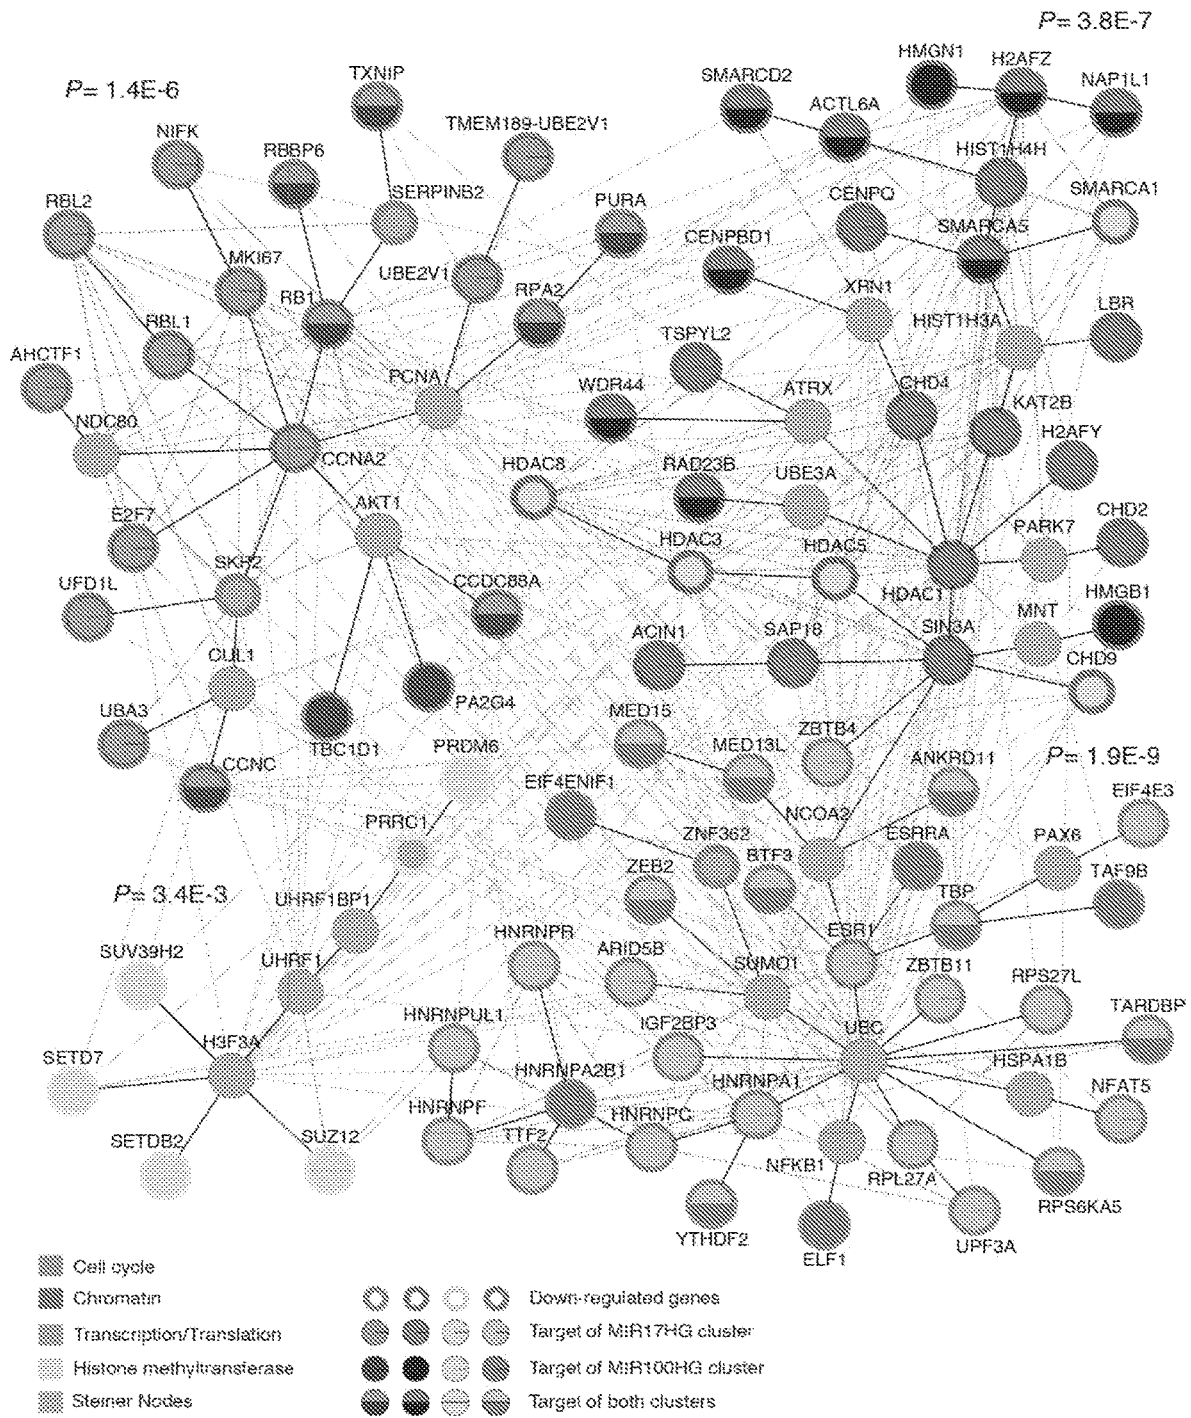 P= 3.8E-7
HMGN1
H2AFZ
NAP1L1
P= 1.4E-6
TXNIP
SMARCD2
ACTL6A
NIFK
RBBP6
TMEM189-UBE2V1
HIST1H4H
SMARCA1
RBL2
SERPINB2
PURA
CENPQ
SMARCA5
MKI67
UBE2V1
CENPBD1
RB1
RPA2
XRN1
HIST1H3A
LBR
RBL1
AHCTF1
TSPYL2
PCNA
WDR44
ATRX
CHD4
KAT2B
NDC80
CCNA2
HDAC8
RAD23B
UBE3A
H2AFY
AKT1
E2F7
PARK7
CHD2
SKP2
HDAC3
HDAC5
UFD1L
CCDC88A
HDAC1
MNT
HMGB1
CUL1
ACIN1
SAP18
SIN3A
CHD9
UBA3
TBC1D1
PA2G4
MED15
ZBTB4
CCNC
PRDM6
MED13L
ANKRD11
P= 1.9E-9
EIF4ENIF1
EIF4E3
PRRC1
ZNF362
NCOA2
ESRRA
PAX6
ZEB2
BTF3
TAF9B
P= 3.4E-3
UHRF1BP1
TBP
SUV39H2
UHRF1
HNRNPR
ARID5B
SUMO1
ESR1
ZBTB11
RPS27L
TARDBP
H3F3A
HNRNPUL1
IGF2BP3
UBC
SETD7
HNRNPA2B1
HNRNPA1
HSPA1B
NFAT5
HNRNPF
HNRNPC
SETDB2
SUZ12
TTF2
NFKB1
RPL27A
RPS6KA5
YTHDF2
ELF1
UPF3A
Cell cycle
Chromatin
Down-regulated genes
Transcription/Translation
Target of MIR17HG cluster
Histone methyltransferase
Target of MIR100HG cluster
Steiner Nodes
Target of both clusters